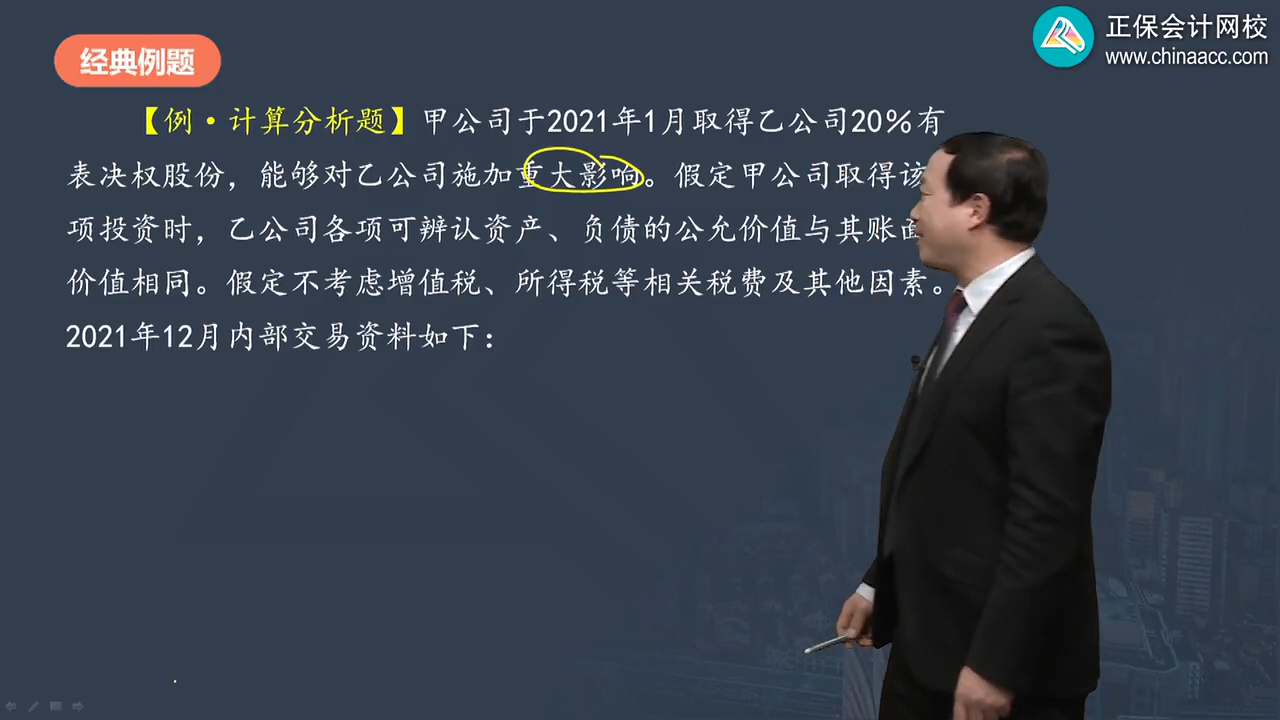 正保会计网校
www.chinaacc.com
经典例题
【例·计算分析题】甲公司于2021年1月取得乙公司20%有
表决权股份，能够对乙公司施加重大影响。假定甲公司取得该
项投资时，乙公司各项可辨认资产、负债的公允价值与其账面
价值相同。假定不考虑增值税、所得税等相关税费及其他因素。
2021年12月内部交易资料如下：